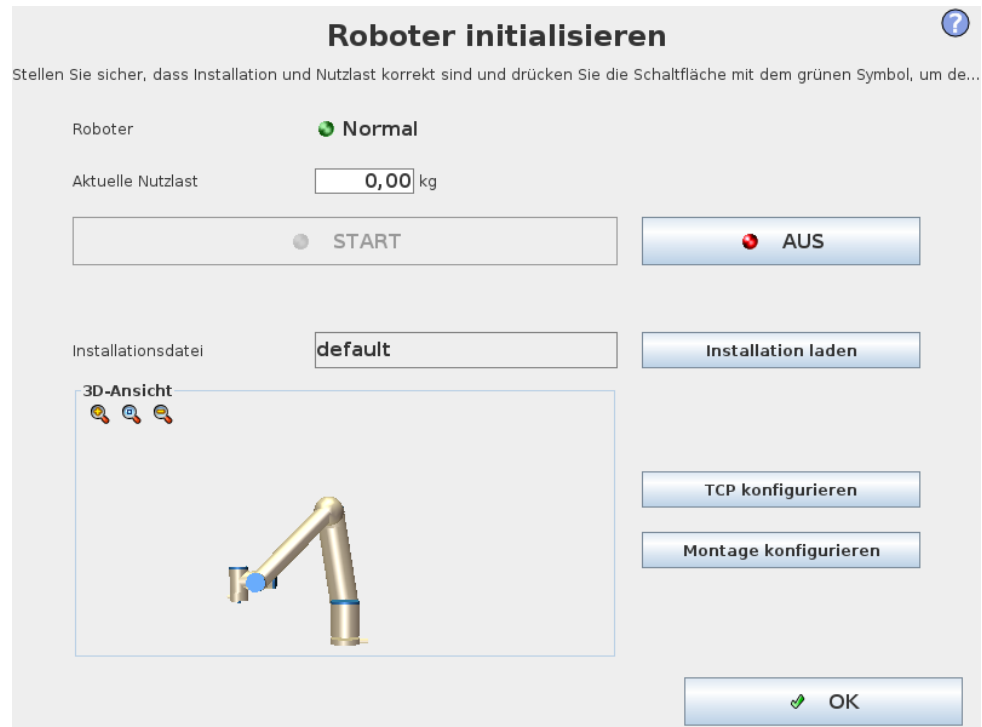 Roboter initialisieren
?
Stellen Sie sicher, dass Installation und Nutzlast korrekt sind und drücken Sie die Schaltfläche mit dem grünen Symbol, um de...
Roboter Normal
Aktuelle Nutzlast 0,00 kg
START AUS
Installationsdatei default Installation laden
3D-Ansicht
TCP konfigurieren
Montage konfigurieren
OK